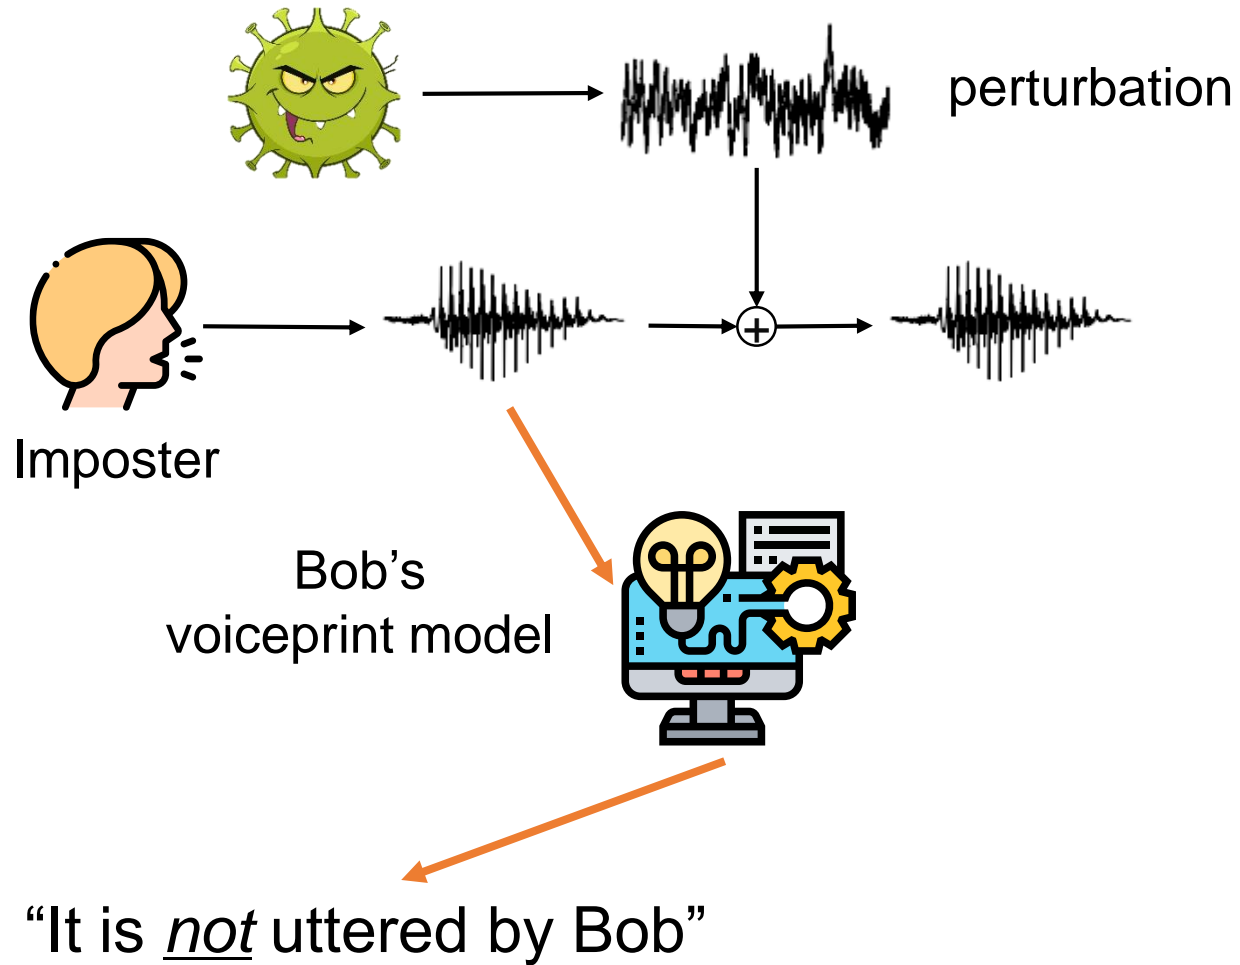 perturbation
Imposter
Bob’s
voiceprint model
“It is not uttered by Bob”